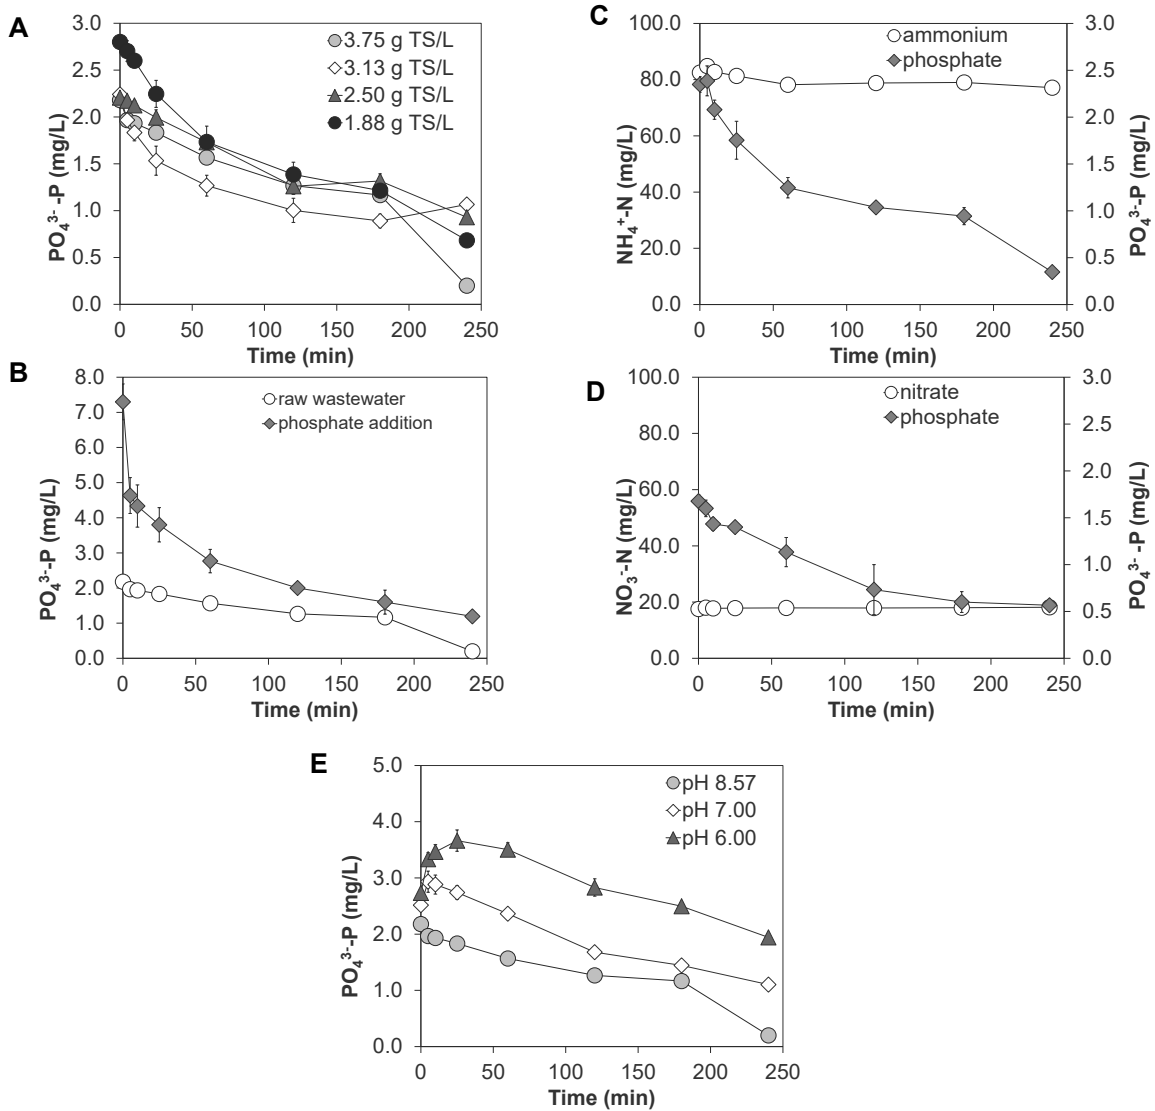 A
3.0
2.5
2.0
1.5
1.0
0.5
0.0
PO₄³⁻-P (mg/L)
3.75 g TS/L
3.13 g TS/L
2.50 g TS/L
1.88 g TS/L
0 50 100 150 200 250
Time (min)
C
100.0
80.0
60.0
40.0
20.0
0.0
NH₄⁺-N (mg/L)
ammonium
phosphate
3.0
2.5
2.0
1.5
1.0
0.5
0.0
PO₄³⁻-P (mg/L)
0 50 100 150 200 250
Time (min)
B
8.0
7.0
6.0
5.0
4.0
3.0
2.0
1.0
0.0
PO₄³⁻-P (mg/L)
raw wastewater
phosphate addition
0 50 100 150 200 250
Time (min)
D
100.0
80.0
60.0
40.0
20.0
0.0
NO₃⁻-N (mg/L)
nitrate
phosphate
3.0
2.5
2.0
1.5
1.0
0.5
0.0
PO₄³⁻ -P (mg/L)
0 50 100 150 200 250
Time (min)
E
5.0
4.0
3.0
2.0
1.0
0.0
PO₄³⁻-P (mg/L)
pH 8.57
pH 7.00
pH 6.00
0 50 100 150 200 250
Time (min)